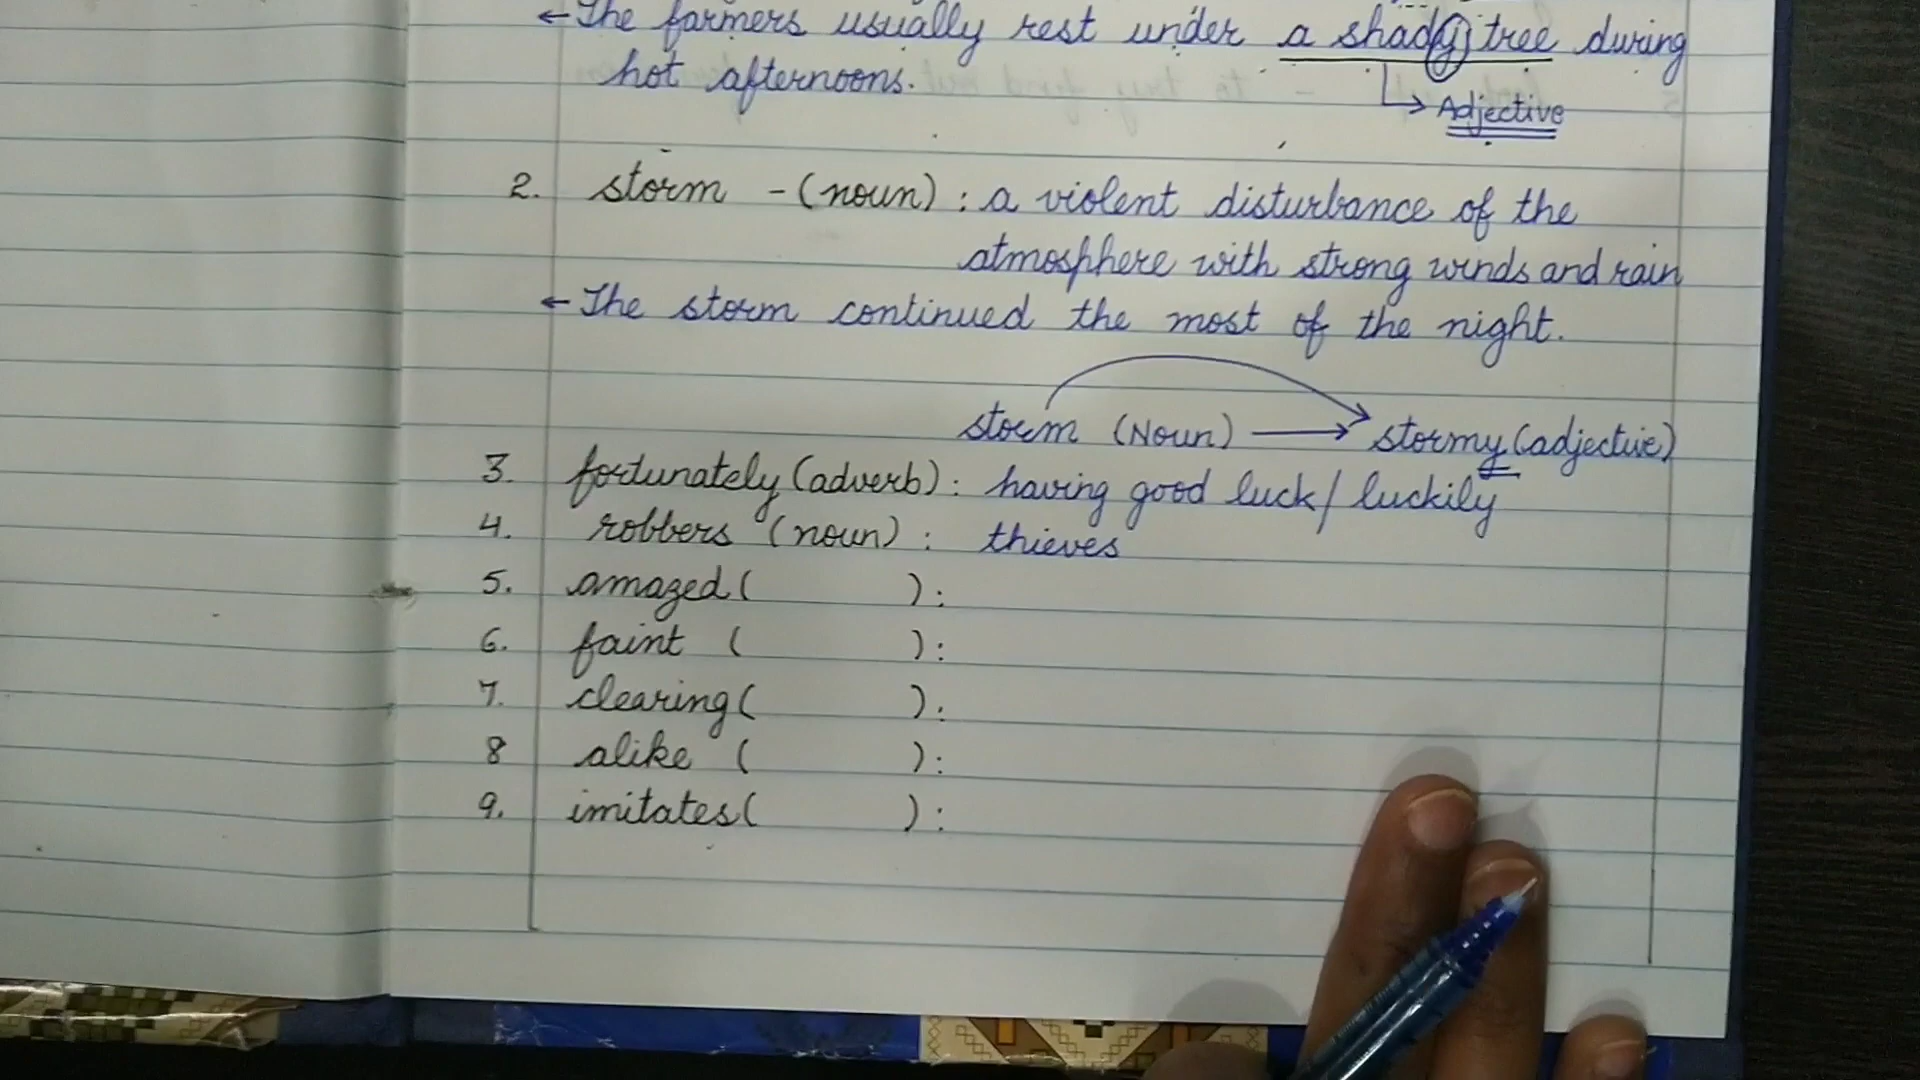 ← The farmers usually rest under a shady tree during
hot afternoons.
↳ Adjective
2. storm - (noun) : a violent disturbance of the
atmosphere with strong winds and rain
← The storm continued the most of the night.
storm (Noun) → stormy (adjective)
3. fortunately (adverb) : having good luck / luckily
4. robbers (noun) : thieves
5. amazed ( ) :
6. faint ( ) :
7. clearing ( ) :
8 alike ( ) :
9. imitates ( ) :